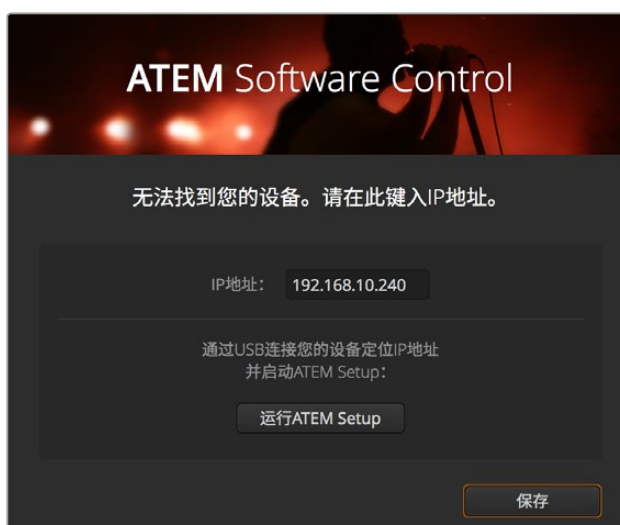 ATEM Software Control
无法找到您的设备。请在此键入IP地址。
IP地址： 192.168.10.240
通过USB连接您的设备定位IP地址
并启动ATEM Setup：
运行ATEM Setup
保存